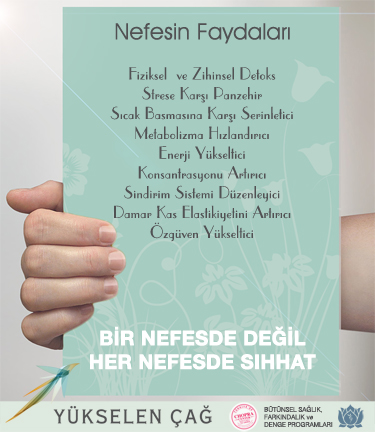 Nefesin Faydaları
Fiziksel ve Zihinsel Detoks
Strese Karşı Panzehir
Sıcak Basmasına Karşı Serinletici
Metabolizma Hızlandırıcı
Enerji Yükseltici
Konsantrasyonu Artırıcı
Sindirim Sistemi Düzenleyici
Damar Kas Elastikiyetini Artırıcı
Özgüven Yükseltici
BİR NEFESDE DEĞİL
HER NEFESDE SIHHAT
YÜKSELEN ÇAĞ
BÜTÜNSEL SAĞLIK,
FARKINDALIK ve
DENGE PROGRAMLARI